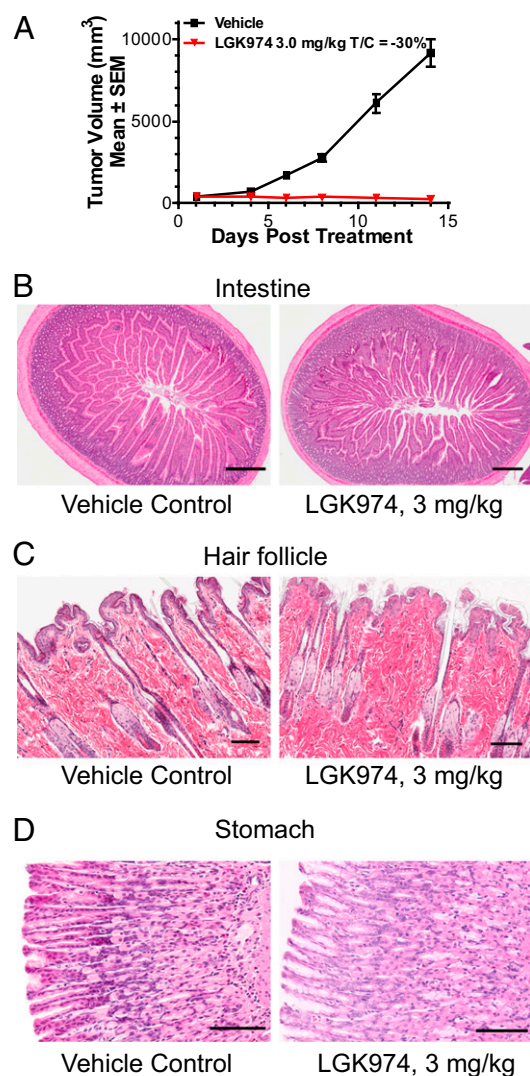 A
Vehicle
LGK974 3.0 mg/kg T/C = -30%
Tumor Volume (mm³)
Mean ± SEM
10000
5000
0
0 5 10 15
Days Post Treatment
B Intestine
Vehicle Control LGK974, 3 mg/kg
C Hair follicle
Vehicle Control LGK974, 3 mg/kg
D Stomach
Vehicle Control LGK974, 3 mg/kg